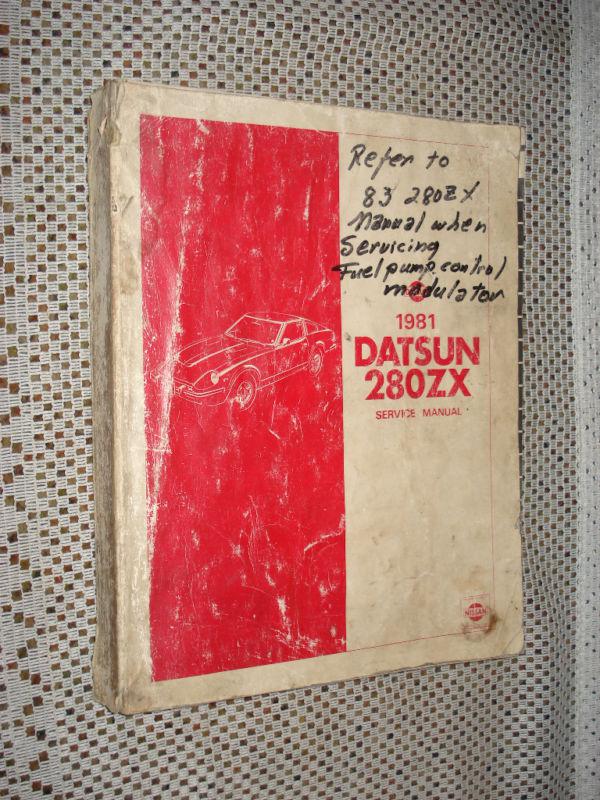 Refer to
83 280ZX
Manual when
Servicing
Fuel pump control
modulator
1981
DATSUN
280ZX
SERVICE MANUAL
NISSAN